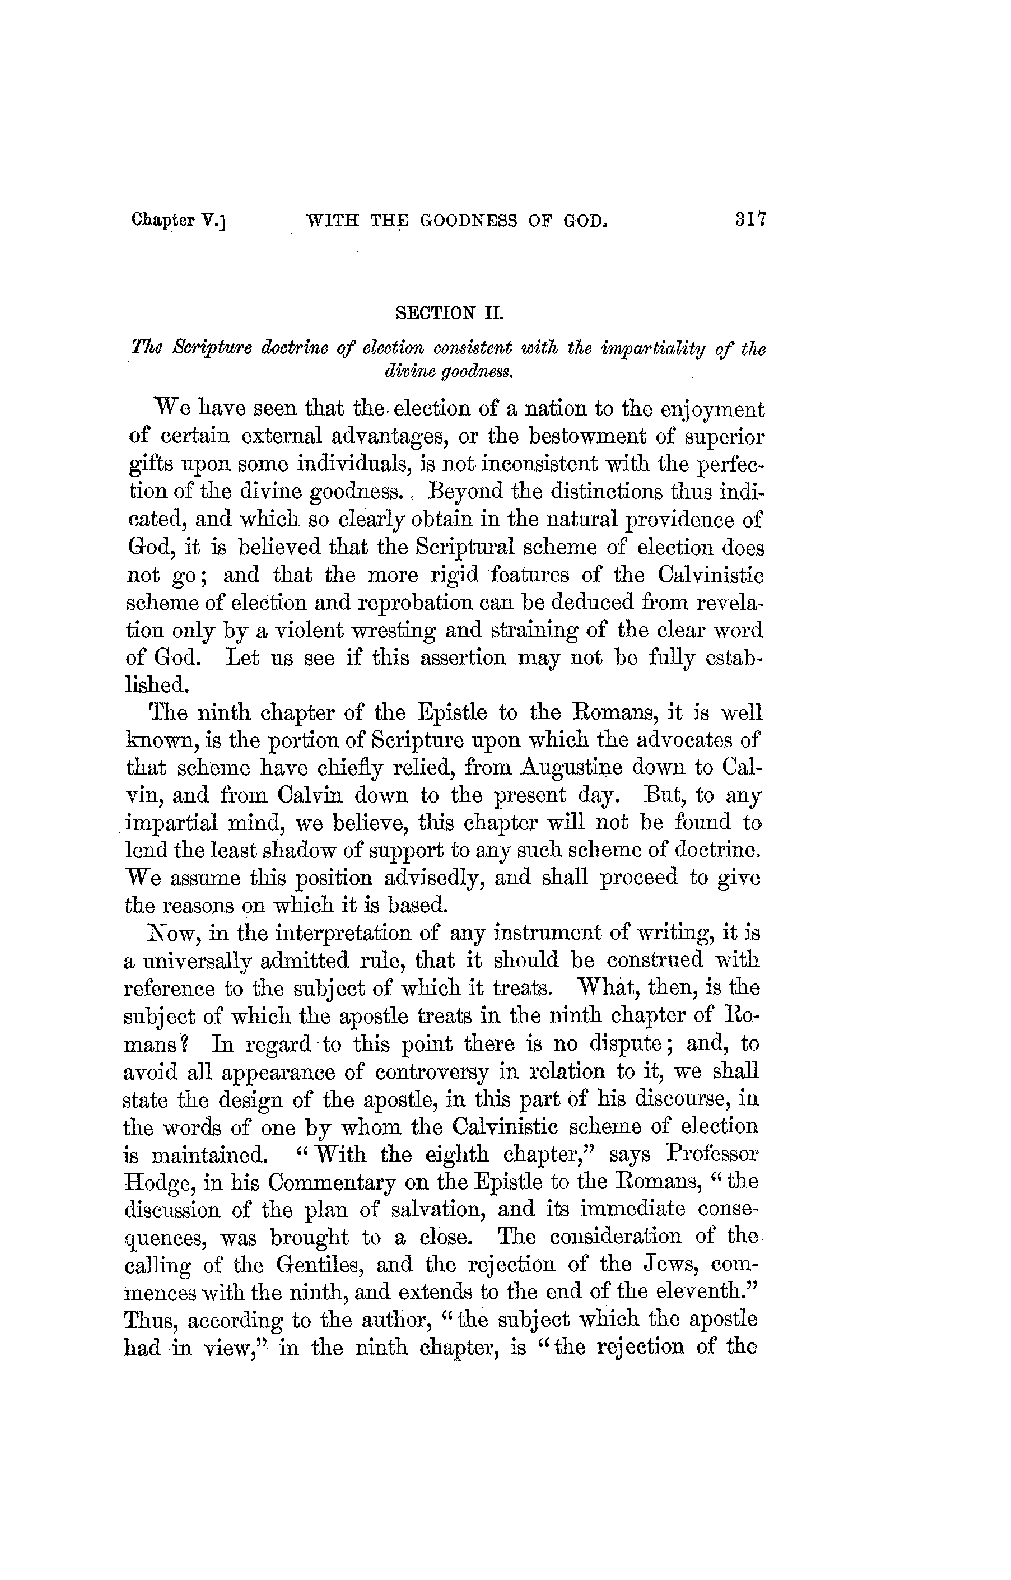 Chapter V.] WITH THE GOODNESS OF GOD. 317
SECTION II.
The Scripture doctrine of election consistent with the impartiality of the
divine goodness.
We have seen that the election of a nation to the enjoyment
of certain external advantages, or the bestowment of superior
gifts upon some individuals, is not inconsistent with the perfec-
tion of the divine goodness. Beyond the distinctions thus indi-
cated, and which so clearly obtain in the natural providence of
God, it is believed that the Scriptural scheme of election does
not go; and that the more rigid features of the Calvinistic
scheme of election and reprobation can be deduced from revela-
tion only by a violent wresting and straining of the clear word
of God. Let us see if this assertion may not be fully estab-
lished.
The ninth chapter of the Epistle to the Romans, it is well
known, is the portion of Scripture upon which the advocates of
that scheme have chiefly relied, from Augustine down to Cal-
vin, and from Calvin down to the present day. But, to any
impartial mind, we believe, this chapter will not be found to
lend the least shadow of support to any such scheme of doctrine.
We assume this position advisedly, and shall proceed to give
the reasons on which it is based.
Now, in the interpretation of any instrument of writing, it is
a universally admitted rule, that it should be construed with
reference to the subject of which it treats. What, then, is the
subject of which the apostle treats in the ninth chapter of Ro-
mans? In regard to this point there is no dispute; and, to
avoid all appearance of controversy in relation to it, we shall
state the design of the apostle, in this part of his discourse, in
the words of one by whom the Calvinistic scheme of election
is maintained. "With the eighth chapter," says Professor
Hodge, in his Commentary on the Epistle to the Romans, "the
discussion of the plan of salvation, and its immediate conse-
quences, was brought to a close. The consideration of the
calling of the Gentiles, and the rejection of the Jews, com-
mences with the ninth, and extends to the end of the eleventh."
Thus, according to the author, "the subject which the apostle
had in view," in the ninth chapter, is "the rejection of the